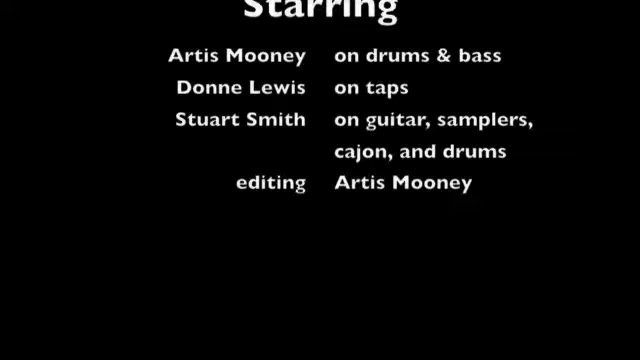 Starring
Artis Mooney on drums & bass
Donne Lewis on taps
Stuart Smith on guitar, samplers,
cajon, and drums
editing Artis Mooney